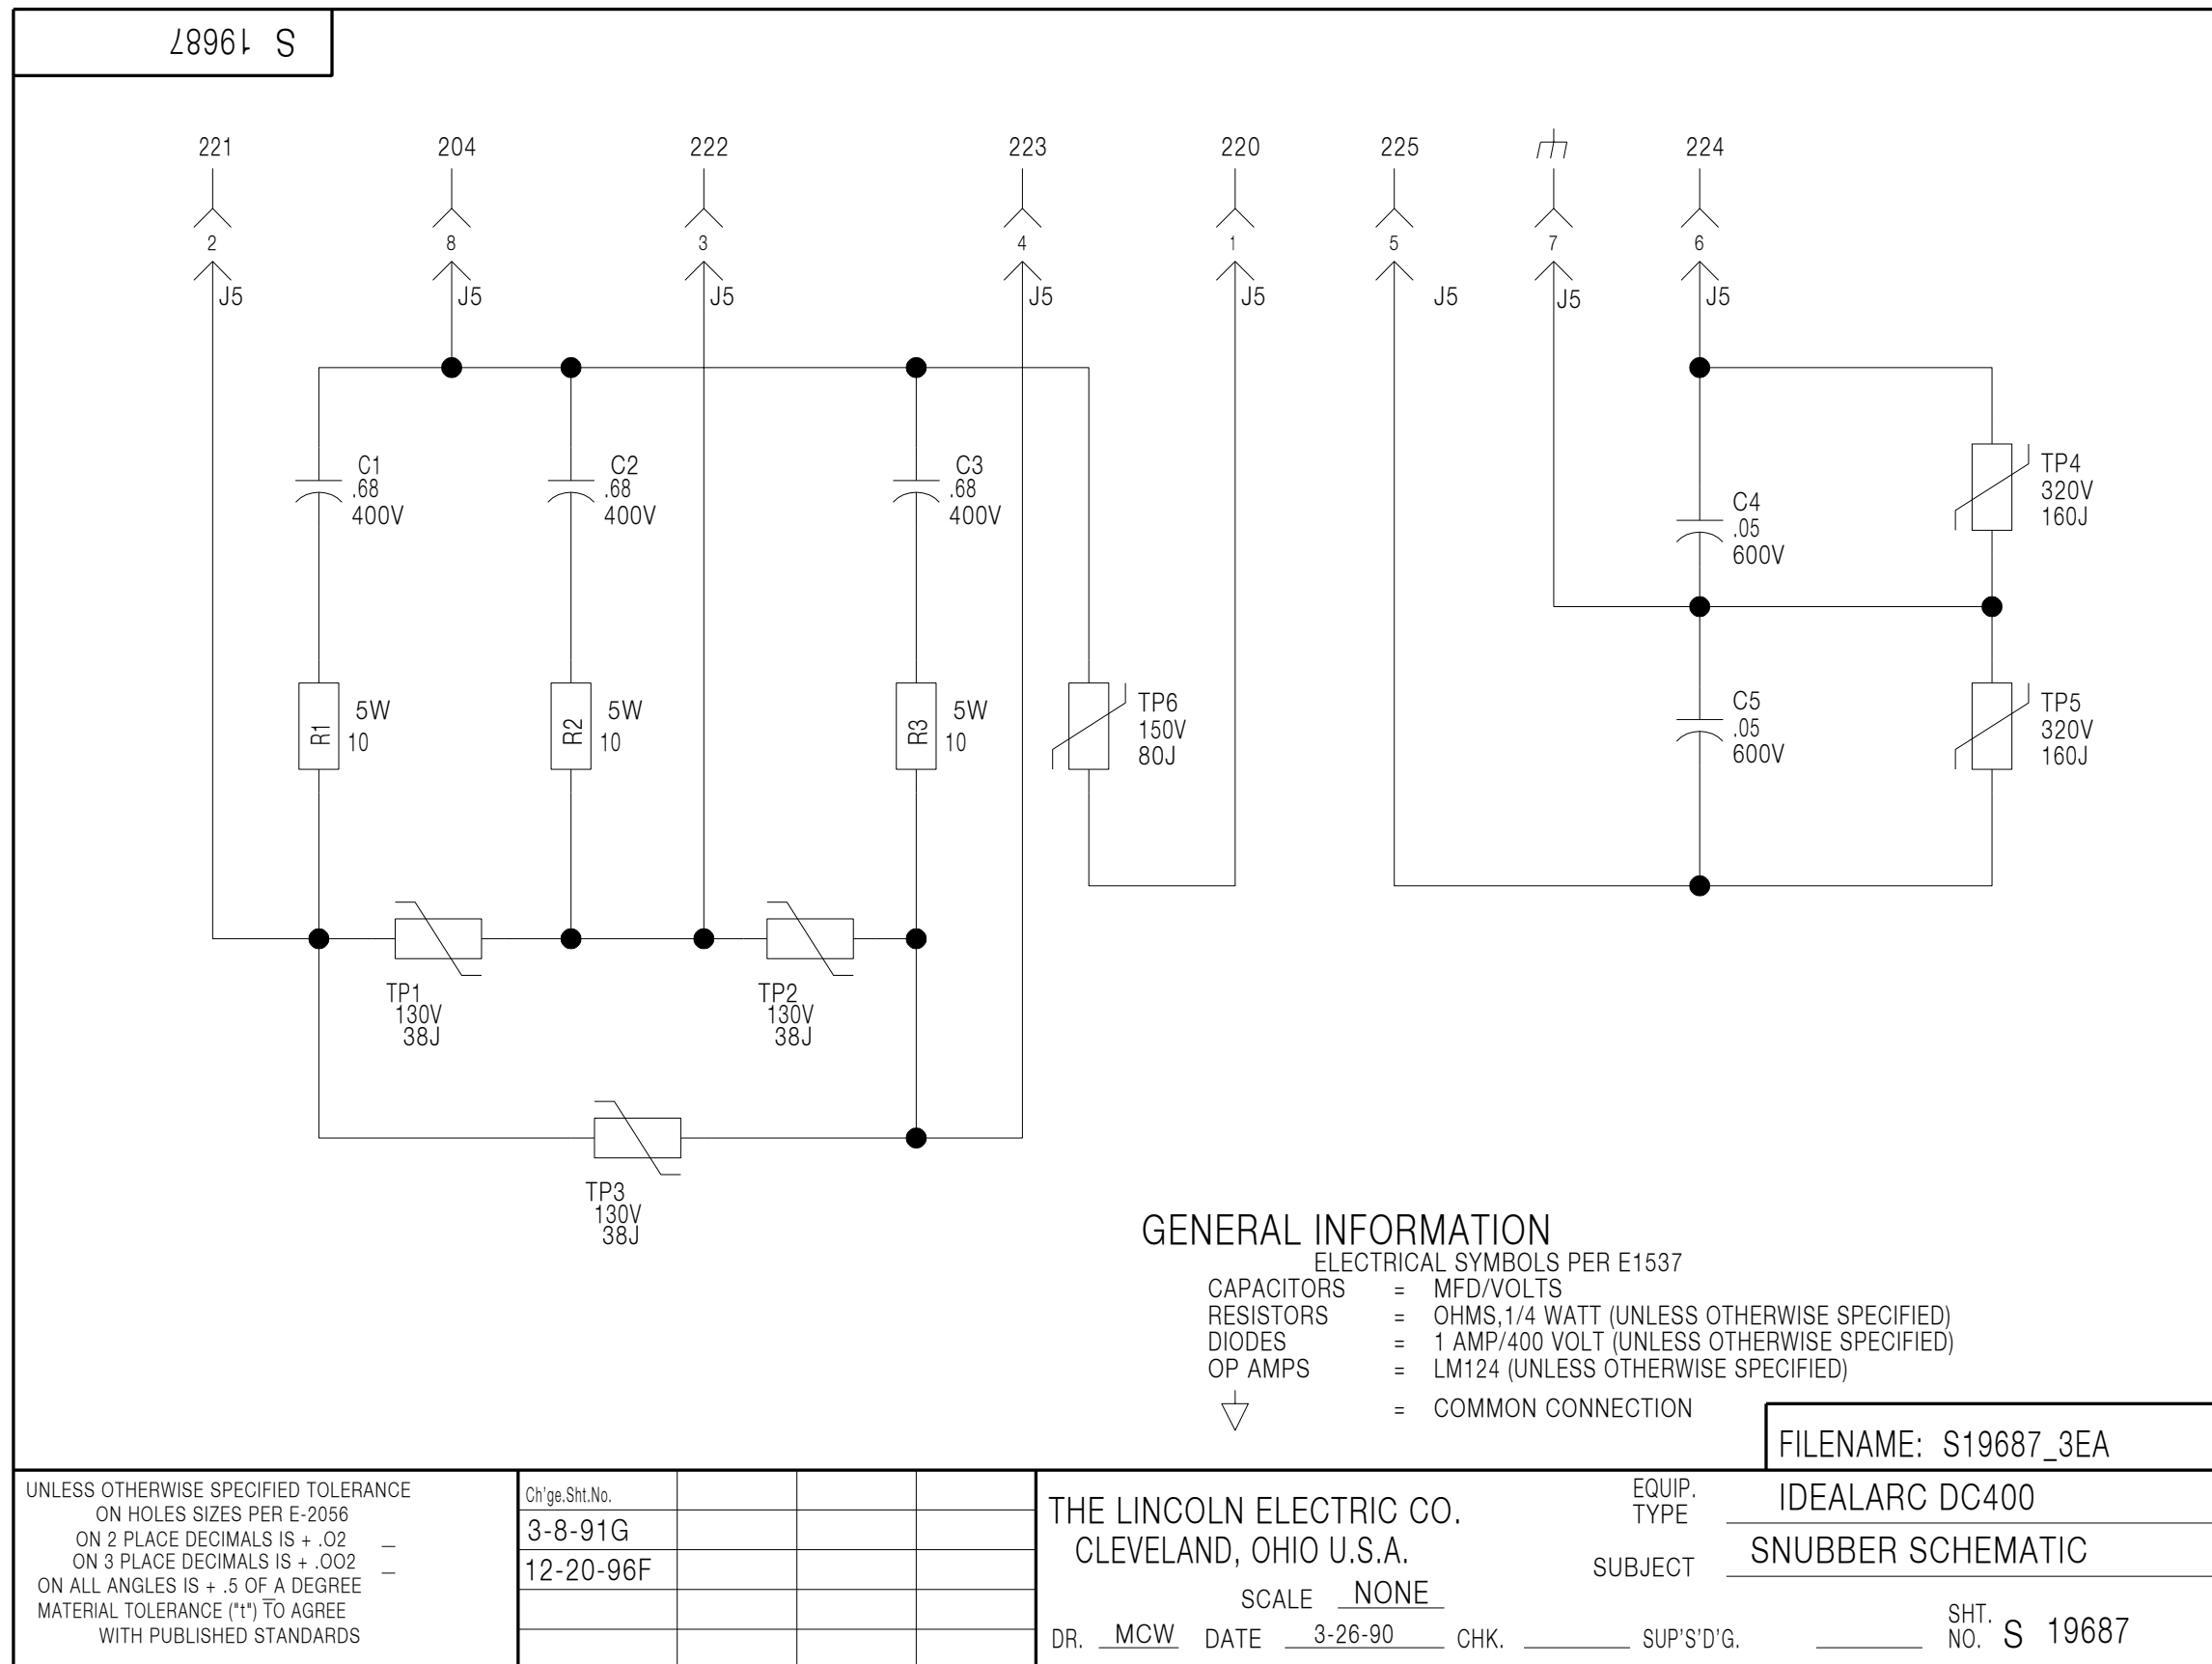 S 19687
221 204 222 223 220 225 224
2 8 3 4 1 5 7 6
J5 J5 J5 J5 J5 J5 J5 J5
C1
.68
400V
C2
.68
400V
C3
.68
400V
C4
.05
600V
TP4
320V
160J
R1
5W
10
R2
5W
10
R3
5W
10
TP6
150V
80J
C5
.05
600V
TP5
320V
160J
TP1
130V
38J
TP2
130V
38J
TP3
130V
38J
GENERAL INFORMATION
ELECTRICAL SYMBOLS PER E1537
CAPACITORS = MFD/VOLTS
RESISTORS = OHMS,1/4 WATT (UNLESS OTHERWISE SPECIFIED)
DIODES = 1 AMP/400 VOLT (UNLESS OTHERWISE SPECIFIED)
OP AMPS = LM124 (UNLESS OTHERWISE SPECIFIED)
= COMMON CONNECTION
FILENAME: S19687_3EA
UNLESS OTHERWISE SPECIFIED TOLERANCE
ON HOLES SIZES PER E-2056
ON 2 PLACE DECIMALS IS + .O2 _
ON 3 PLACE DECIMALS IS + .OO2 _
ON ALL ANGLES IS + .5 OF A DEGREE
MATERIAL TOLERANCE ("t") TO AGREE
WITH PUBLISHED STANDARDS
Ch'ge.Sht.No.
3-8-91G
12-20-96F
THE LINCOLN ELECTRIC CO.
CLEVELAND, OHIO U.S.A.
SCALE NONE
DR. MCW DATE 3-26-90 CHK. SUP'S'D'G.
EQUIP.
TYPE IDEALARC DC400
SUBJECT SNUBBER SCHEMATIC
SHT.
NO. S 19687